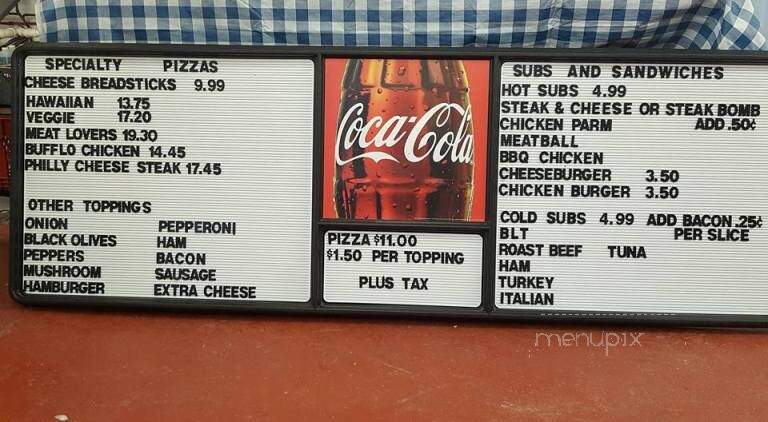 SPECIALTY PIZZAS
CHEESE BREADSTICKS 9.99
HAWAIIAN 13.75
VEGGIE 17.20
MEAT LOVERS 19.30
BUFFLO CHICKEN 14.45
PHILLY CHEESE STEAK 17.45
OTHER TOPPINGS
ONION PEPPERONI
BLACK OLIVES HAM
PEPPERS BACON
MUSHROOM SAUSAGE
HAMBURGER EXTRA CHEESE
Coca-Cola
PIZZA $11.00
$1.50 PER TOPPING
PLUS TAX
SUBS AND SANDWICHES
HOT SUBS 4.99
STEAK & CHEESE OR STEAK BOMB
CHICKEN PARM ADD .50¢
MEATBALL
BBQ CHICKEN
CHEESEBURGER 3.50
CHICKEN BURGER 3.50
COLD SUBS 4.99 ADD BACON .25¢
BLT PER SLICE
ROAST BEEF TUNA
HAM
TURKEY
ITALIAN
menupix